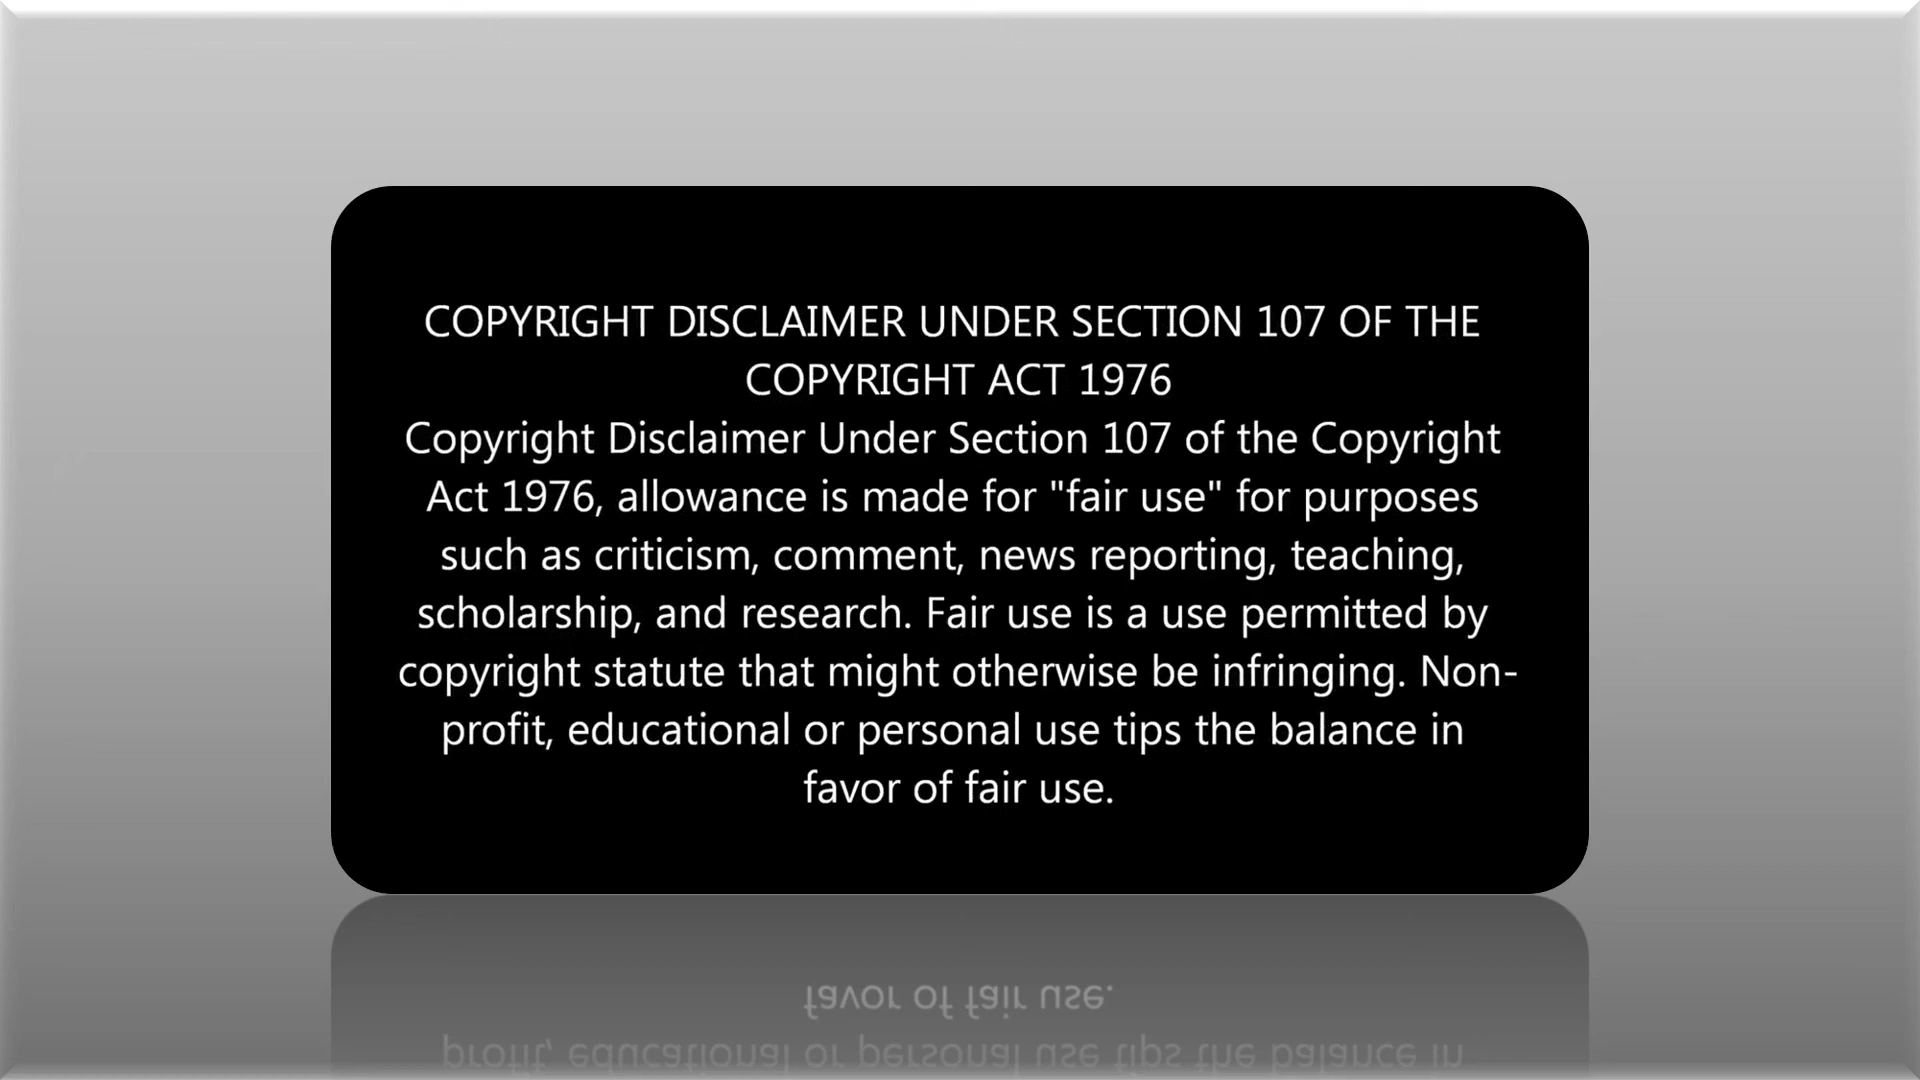 COPYRIGHT DISCLAIMER UNDER SECTION 107 OF THE
COPYRIGHT ACT 1976
Copyright Disclaimer Under Section 107 of the Copyright
Act 1976, allowance is made for "fair use" for purposes
such as criticism, comment, news reporting, teaching,
scholarship, and research. Fair use is a use permitted by
copyright statute that might otherwise be infringing. Non-
profit, educational or personal use tips the balance in
favor of fair use.